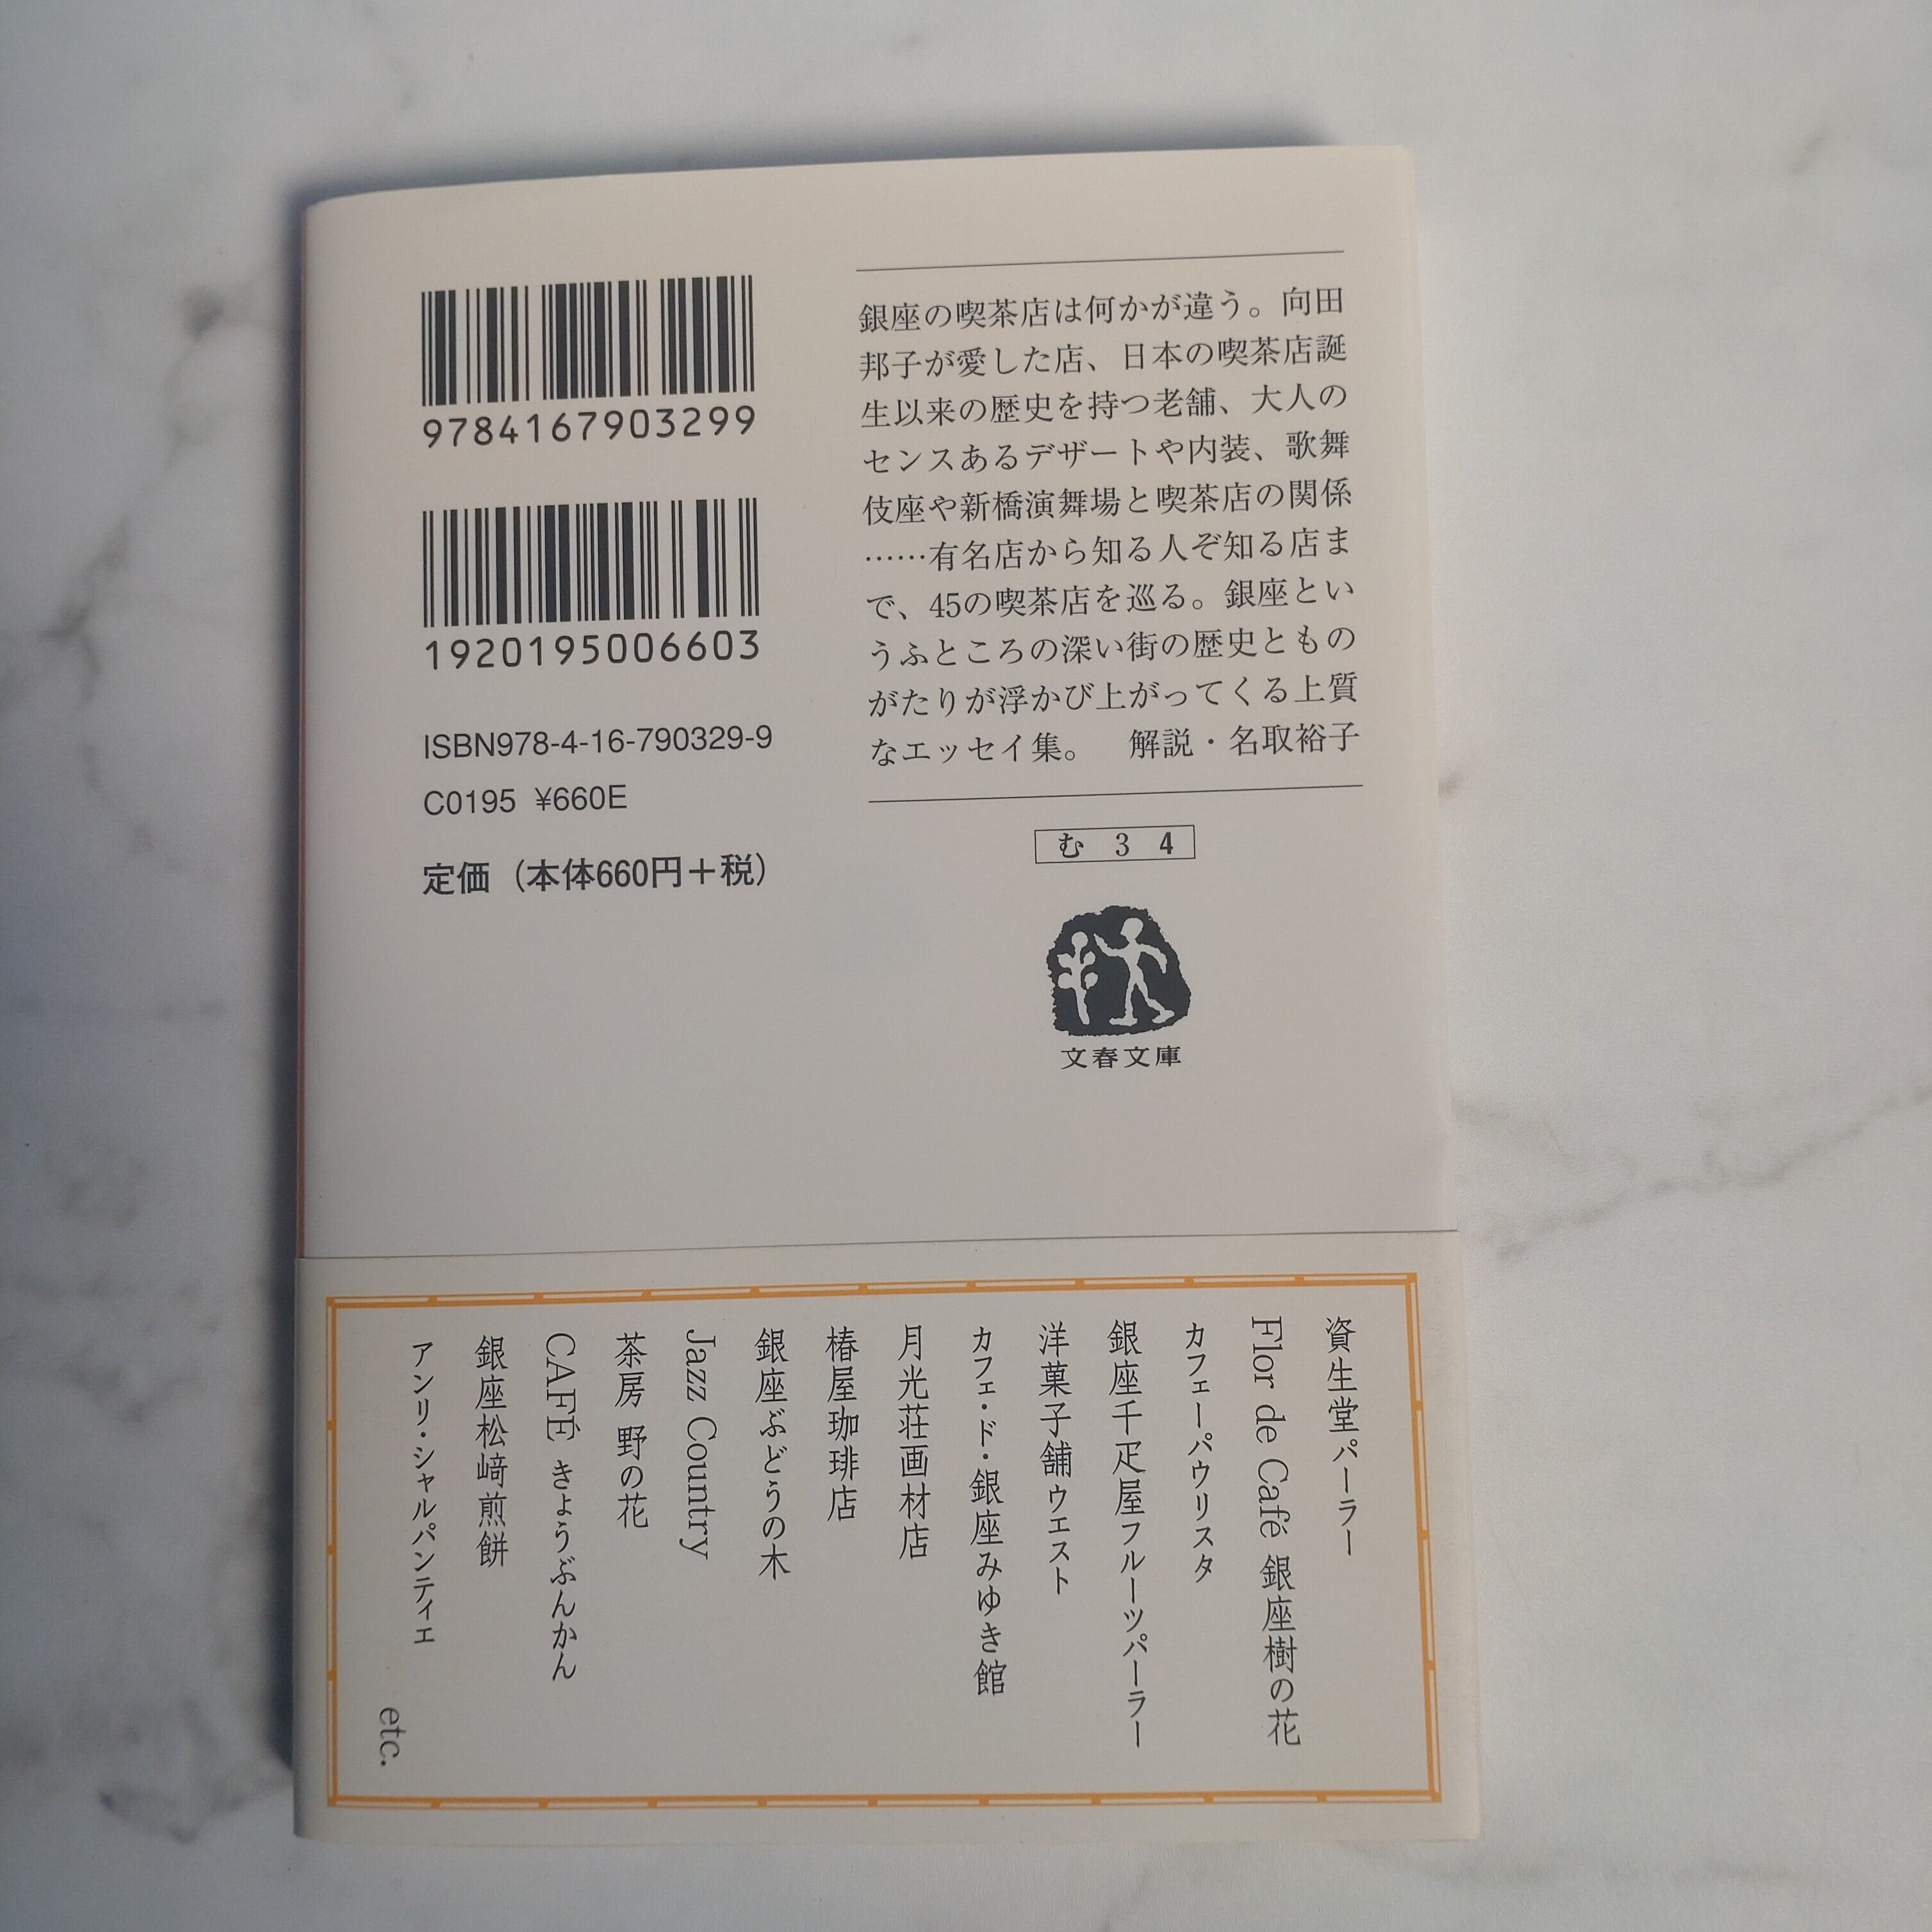 9784167903299
1920195006603
ISBN978-4-16-790329-9
C0195 ¥660E
定価（本体660円＋税）
銀座の喫茶店は何かが違う。向田
邦子が愛した店、日本の喫茶店誕
生以来の歴史を持つ老舗、大人の
センスあるデザートや内装、歌舞
伎座や新橋演舞場と喫茶店の関係
……有名店から知る人ぞ知る店ま
で、45の喫茶店を巡る。銀座とい
うふところの深い街の歴史ともの
がたりが浮かび上がってくる上質
なエッセイ集。　解説・名取裕子
む 3 4
文春文庫
資生堂パーラー
Flor de Café 銀座樹の花
カフェーパウリスタ
銀座千疋屋フルーツパーラー
洋菓子舗ウエスト
カフェ・ド・銀座みゆき館
月光荘画材店
椿屋珈琲店
銀座ぶどうの木
Jazz Country
茶房 野の花
CAFÉ きょうぶんかん
銀座松﨑煎餅
アンリ・シャルパンティエ
etc.